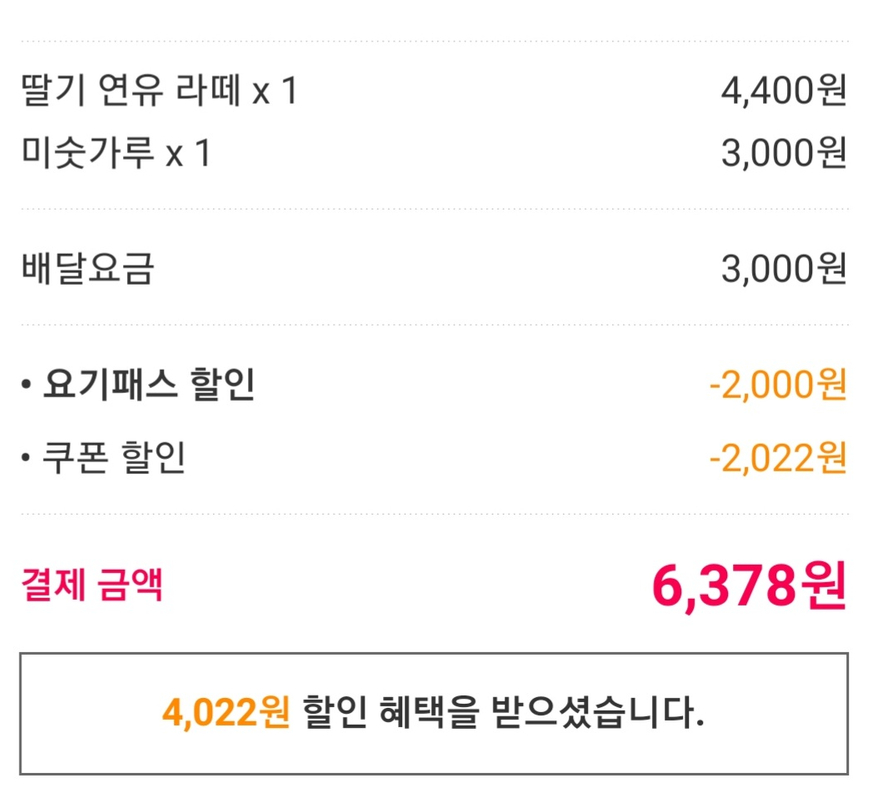 딸기 연유 라떼 x 1 4,400원
미숫가루 x 1 3,000원
배달요금 3,000원
• 요기패스 할인 -2,000원
• 쿠폰 할인 -2,022원
결제 금액 6,378원
4,022원 할인 혜택을 받으셨습니다.